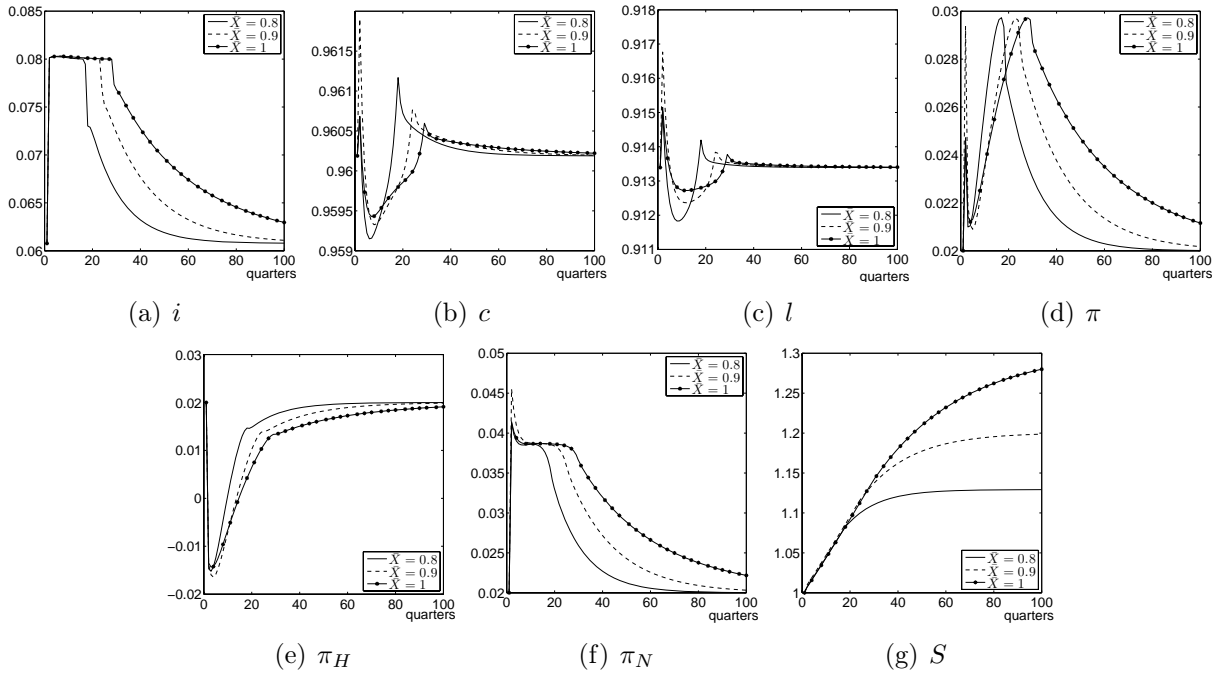 0.085
0.08
0.075
0.07
0.065
0.06
X̄ = 0.8
X̄ = 0.9
X̄ = 1
0 20 40 60 80 100
quarters
(a) i
0.962
0.9615
0.961
0.9605
0.96
0.9595
0.959
X̄ = 0.8
X̄ = 0.9
X̄ = 1
0 20 40 60 80 100
quarters
(b) c
0.918
0.917
0.916
0.915
0.914
0.913
0.912
0.911
X̄ = 0.8
X̄ = 0.9
X̄ = 1
0 20 40 60 80 100
quarters
(c) l
0.03
0.028
0.026
0.024
0.022
0.02
X̄ = 0.8
X̄ = 0.9
X̄ = 1
0 20 40 60 80 100
quarters
(d) π
0.03
0.02
0.01
0
−0.01
−0.02
X̄ = 0.8
X̄ = 0.9
X̄ = 1
0 20 40 60 80 100
quarters
(e) π_H
0.05
0.045
0.04
0.035
0.03
0.025
0.02
X̄ = 0.8
X̄ = 0.9
X̄ = 1
0 20 40 60 80 100
quarters
(f) π_N
1.3
1.25
1.2
1.15
1.1
1.05
1
X̄ = 0.8
X̄ = 0.9
X̄ = 1
0 20 40 60 80 100
quarters
(g) S